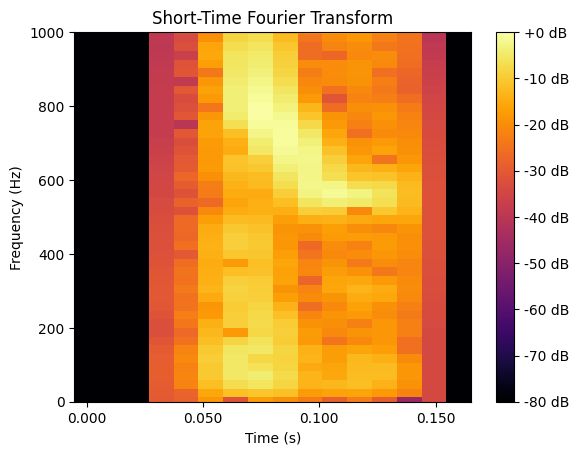 Short-Time Fourier Transform
1000
800
600
400
200
0
Frequency (Hz)
0.000
0.050
0.100
0.150
Time (s)
+0 dB
-10 dB
-20 dB
-30 dB
-40 dB
-50 dB
-60 dB
-70 dB
-80 dB